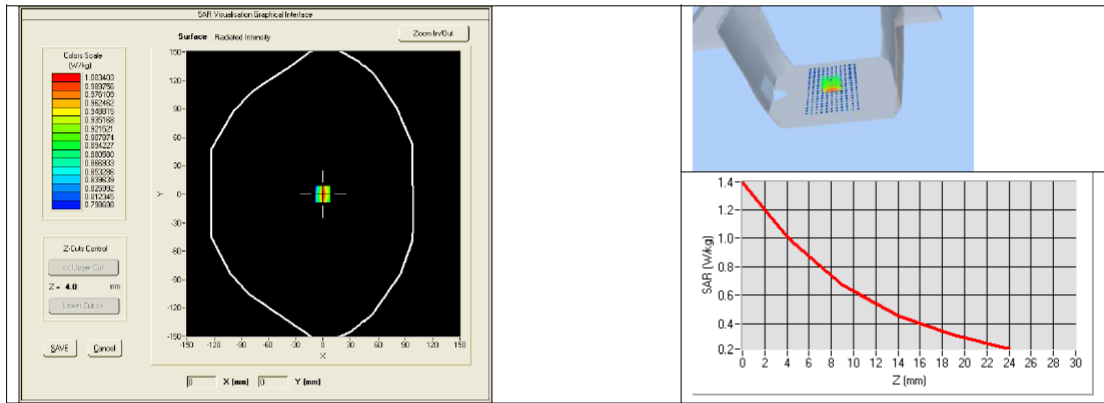 SAR Visualisation Graphical Interface
Surface Radiated Intensity
Zoom In/Out
Colors Scale
(W/kg)
1.003403
0.989756
0.976109
0.962462
0.948815
0.935168
0.921521
0.907874
0.894227
0.880580
0.866933
0.853286
0.839639
0.825992
0.812345
0.798698
Z-Cuts Control
<< Upper Cut
Z = 4.0 mm
Lower Cut >>
SAVE Cancel
150-
120-
90-
60-
30-
0-
-30-
-60-
-90-
-120-
-150-
Y
-150 -120 -90 -60 -30 0 30 60 90 120 150
X
0 X (mm) 0 Y (mm)
1.4-
1.2-
1.0-
0.8-
0.6-
0.4-
0.2-
SAR (W/kg)
0 2 4 6 8 10 12 14 16 18 20 22 24 26 28 30
Z (mm)